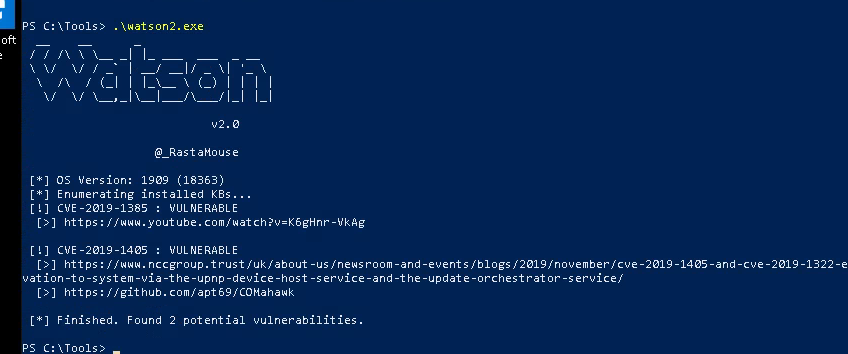 oft
e
PS C:\Tools> .\watson2.exe
Watson
v2.0
@_RastaMouse
[*] OS Version: 1909 (18363)
[*] Enumerating installed KBs...
[!] CVE-2019-1385 : VULNERABLE
[>] https://www.youtube.com/watch?v=K6gHnr-VkAg
[!] CVE-2019-1405 : VULNERABLE
[>] https://www.nccgroup.trust/uk/about-us/newsroom-and-events/blogs/2019/november/cve-2019-1405-and-cve-2019-1322-e
vation-to-system-via-the-upnp-device-host-service-and-the-update-orchestrator-service/
[>] https://github.com/apt69/COMahawk
[*] Finished. Found 2 potential vulnerabilities.
PS C:\Tools>